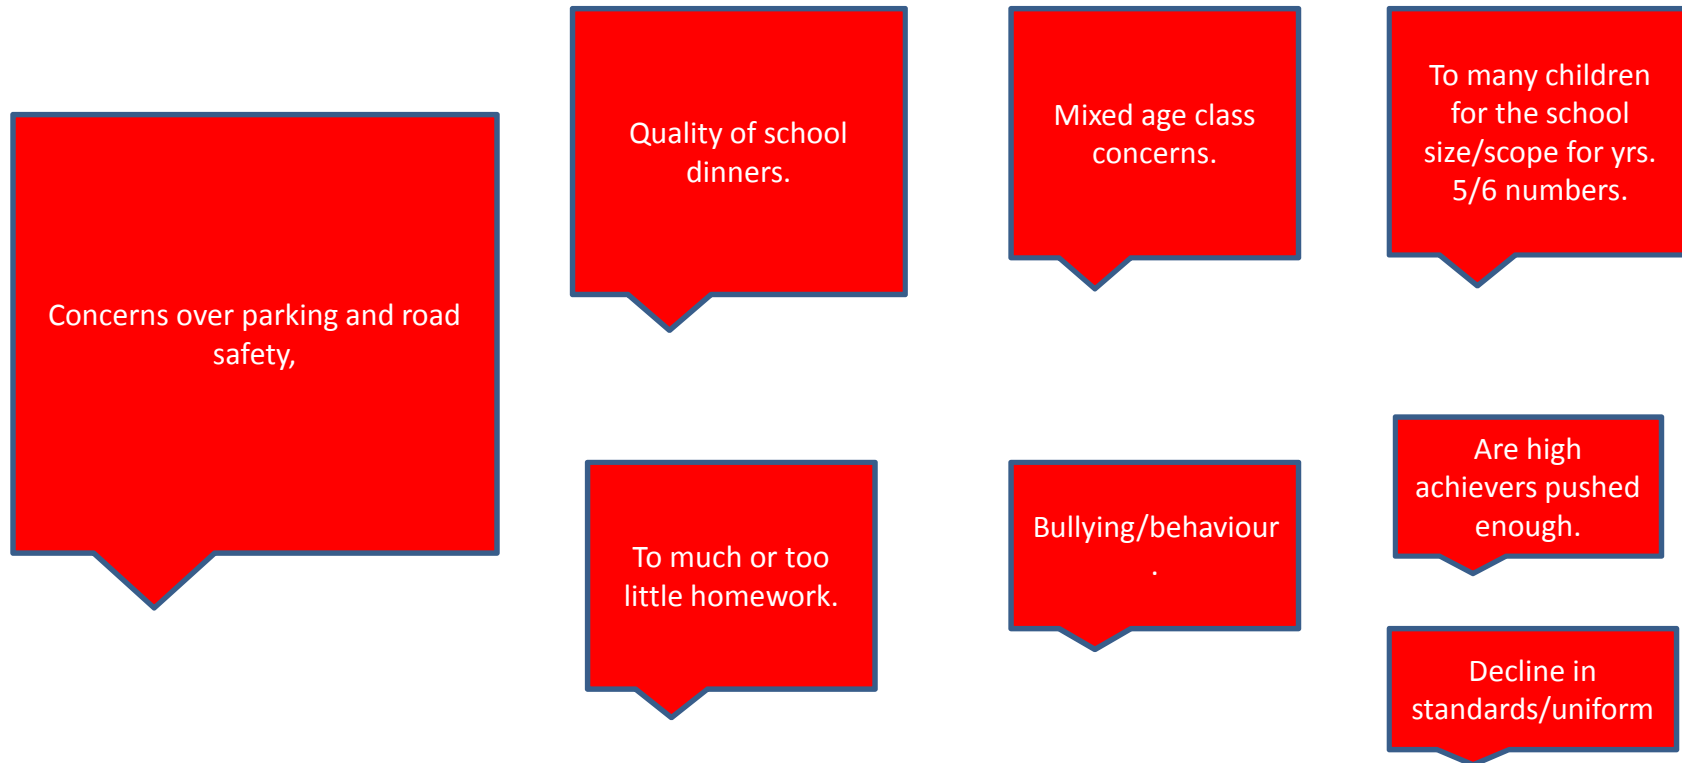 Concerns over parking and road
safety,
Quality of school
dinners.
Mixed age class
concerns.
To many children
for the school
size/scope for yrs.
5/6 numbers.
To much or too
little homework.
Bullying/behaviour
.
Are high
achievers pushed
enough.
Decline in
standards/uniform